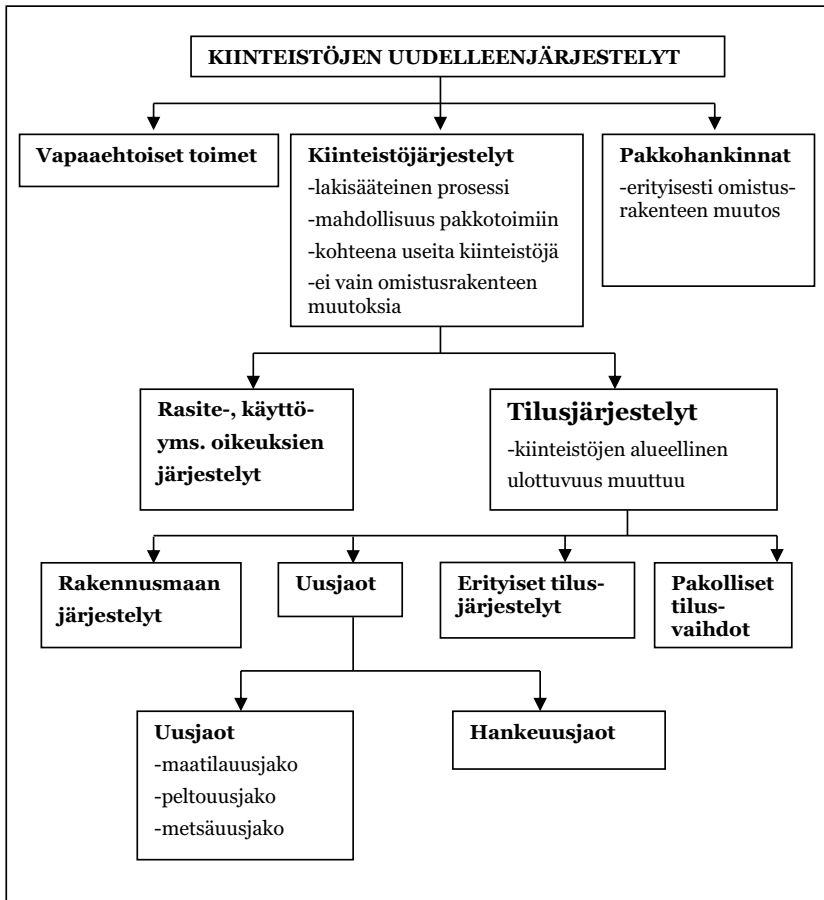 KIINTEISTÖJEN UUDELLEENJÄRJESTELYT
Vapaaehtoiset toimet
Kiinteistöjärjestelyt
-lakisääteinen prosessi
-mahdollisuus pakkotoimiin
-kohteena useita kiinteistöjä
-ei vain omistusrakenteen
muutoksia
Pakkohankinnat
-erityisesti omistus-
rakenteen muutos
Rasite-, käyttö-
yms. oikeuksien
järjestelyt
Tilusjärjestelyt
-kiinteistöjen alueellinen
ulottuvuus muuttuu
Rakennusmaan
järjestelyt
Uusjaot
Erityiset tilus-
järjestelyt
Pakolliset
tilus-
vaihdot
Uusjaot
-maatilauusjako
-peltouusjako
-metsäuusjako
Hankeuusjaot